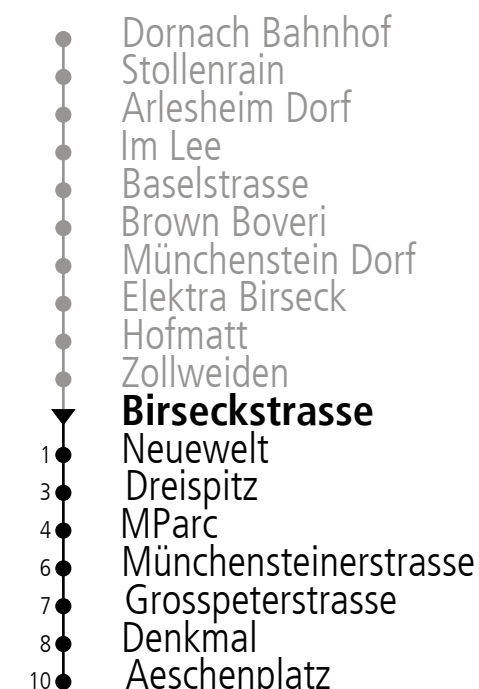 Dornach Bahnhof
Stollenrain
Arlesheim Dorf
Im Lee
Baselstrasse
Brown Boveri
Münchenstein Dorf
Elektra Birseck
Hofmatt
Zollweiden
Birseckstrasse
1 Neuewelt
3 Dreispitz
4 MParc
6 Münchensteinerstrasse
7 Grosspeterstrasse
8 Denkmal
10 Aeschenplatz